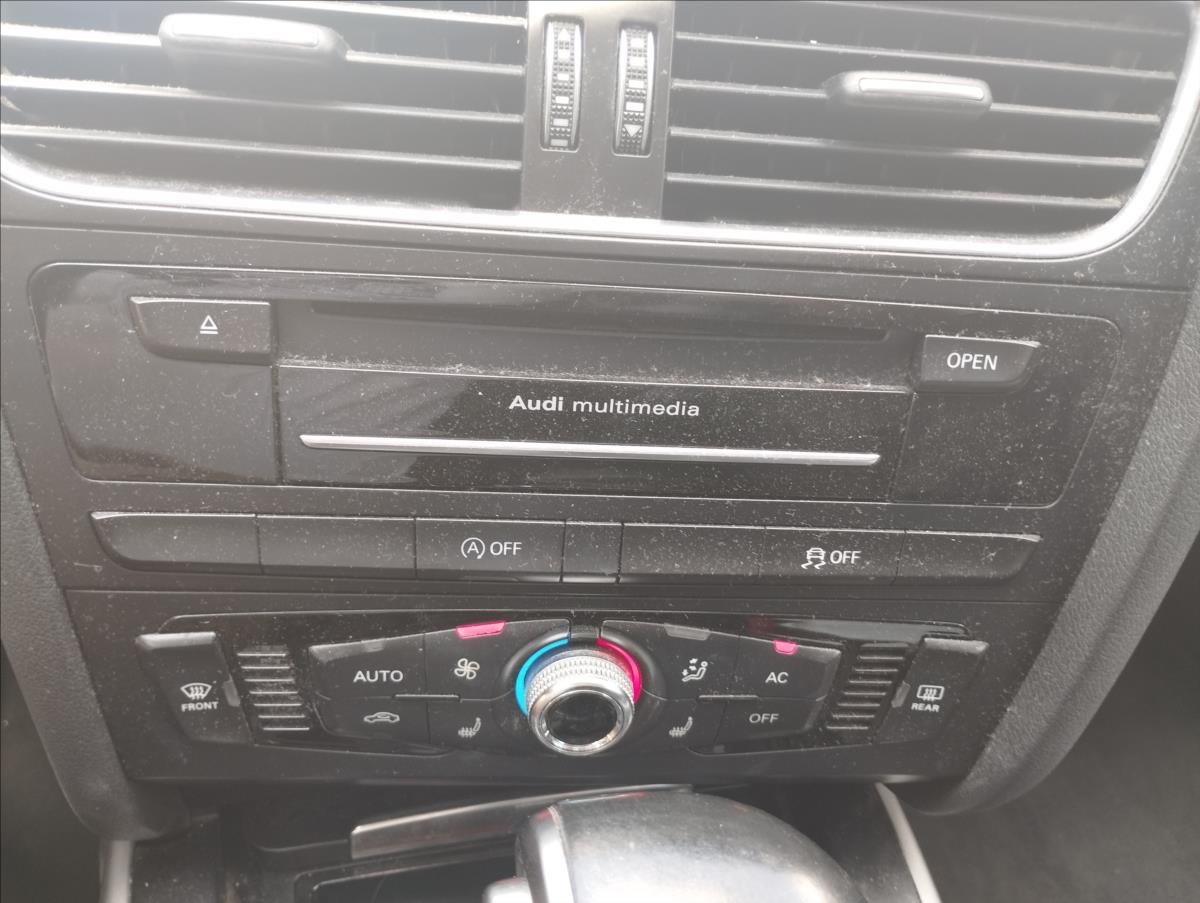 OPEN
Audi multimedia
A OFF
OFF
AUTO
AC
FRONT
OFF
REAR